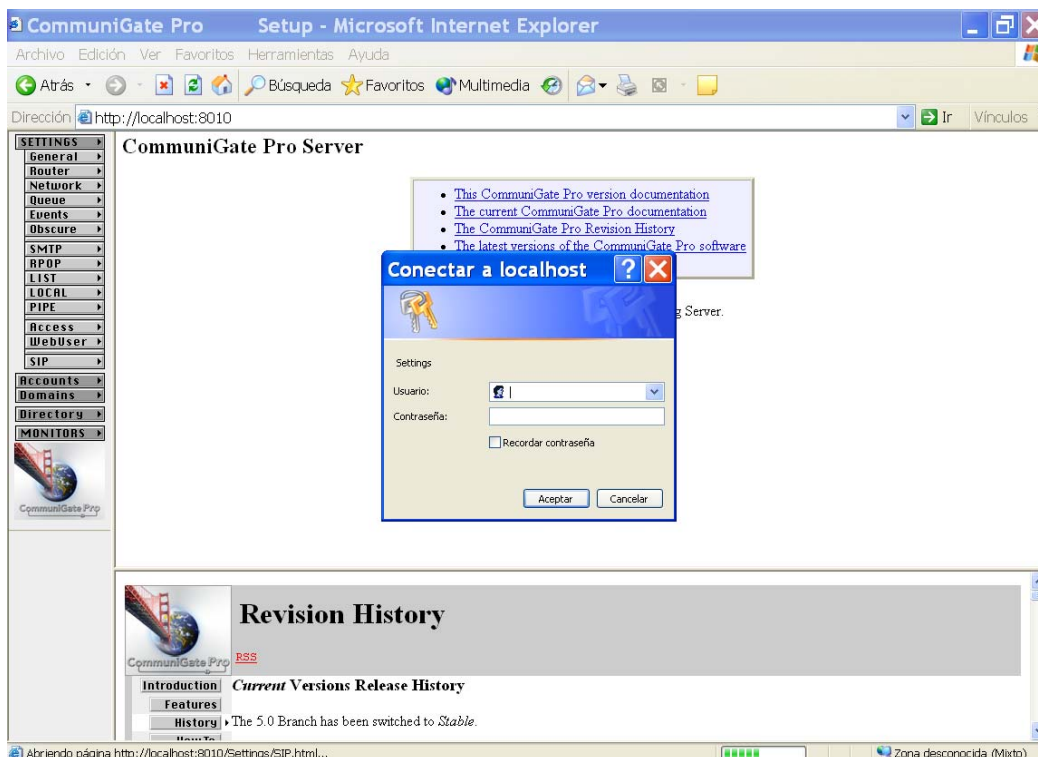 CommuniGate Pro Setup - Microsoft Internet Explorer
Archivo Edición Ver Favoritos Herramientas Ayuda
Atrás Búsqueda Favoritos Multimedia
Dirección http://localhost:8010 Ir Vínculos
SETTINGS
General
Router
Network
Queue
Events
Obscure
SMTP
RPOP
LIST
LOCAL
PIPE
Access
WebUser
SIP
Accounts
Domains
Directory
MONITORS
CommuniGate Pro
CommuniGate Pro Server
This CommuniGate Pro version documentation
The current CommuniGate Pro documentation
The CommuniGate Pro Revision History
The latest versions of the CommuniGate Pro software
g Server.
Conectar a localhost
Settings
Usuario:
Contraseña:
Recordar contraseña
Aceptar Cancelar
CommuniGate Pro
Revision History
RSS
Introduction
Features
History
HowTo
Current Versions Release History
The 5.0 Branch has been switched to Stable.
Abriendo página http://localhost:8010/Settings/SIP.html... Zona desconocida (Mixto)